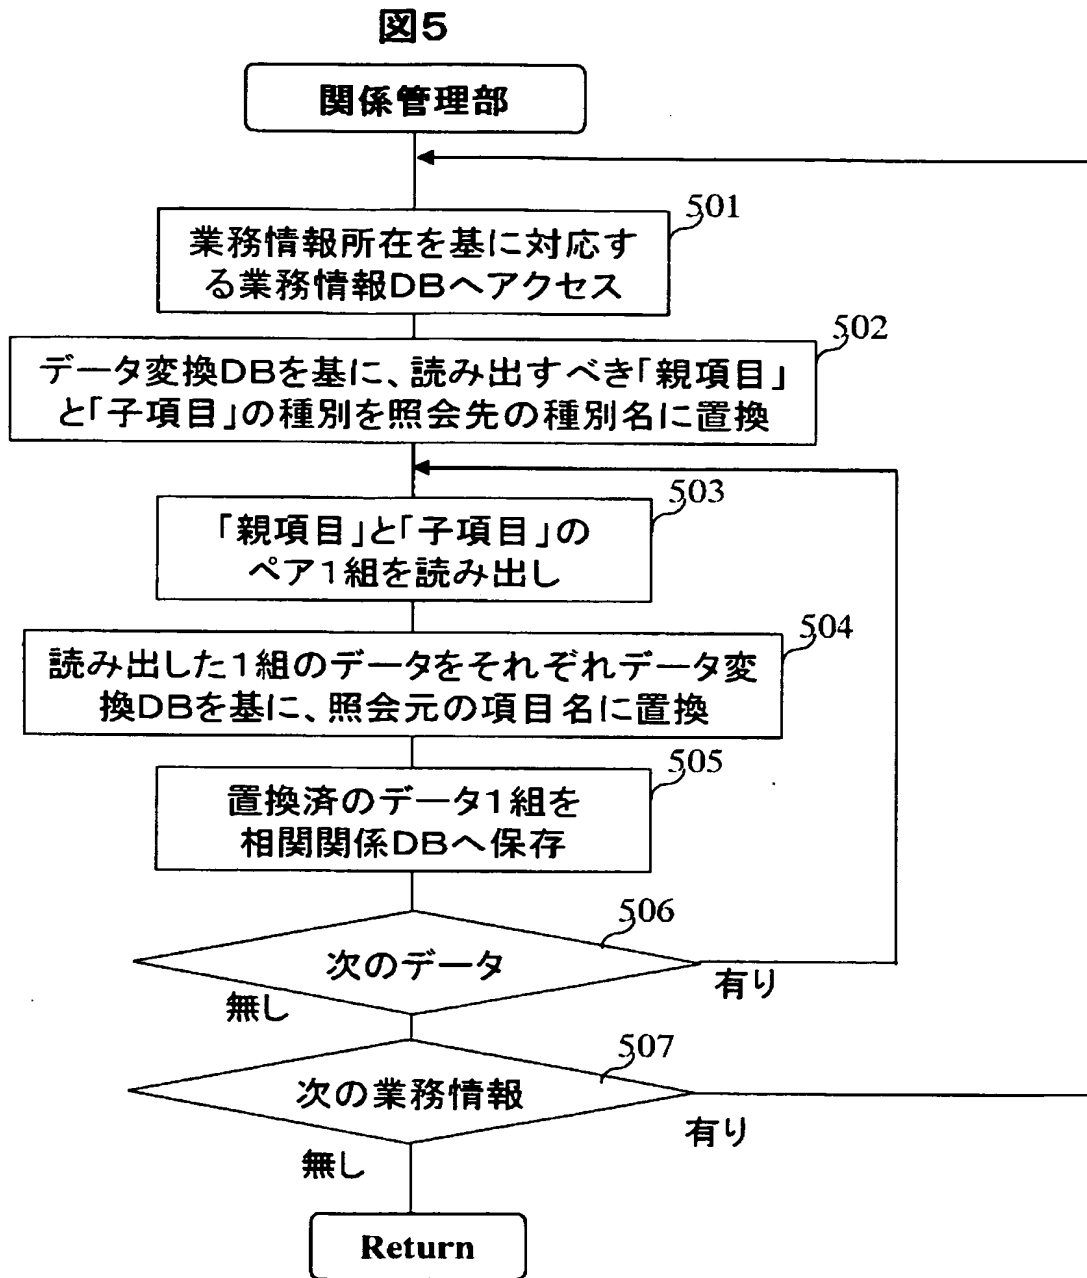 図5
関係管理部
501
業務情報所在を基に対応す
る業務情報DBへアクセス
502
データ変換DBを基に、読み出すべき「親項目」
と「子項目」の種別を照会先の種別名に置換
503
「親項目」と「子項目」の
ペア1組を読み出し
504
読み出した1組のデータをそれぞれデータ変
換DBを基に、照会元の項目名に置換
505
置換済のデータ1組を
相関関係DBへ保存
506
次のデータ
有り
無し
507
次の業務情報
有り
無し
Return